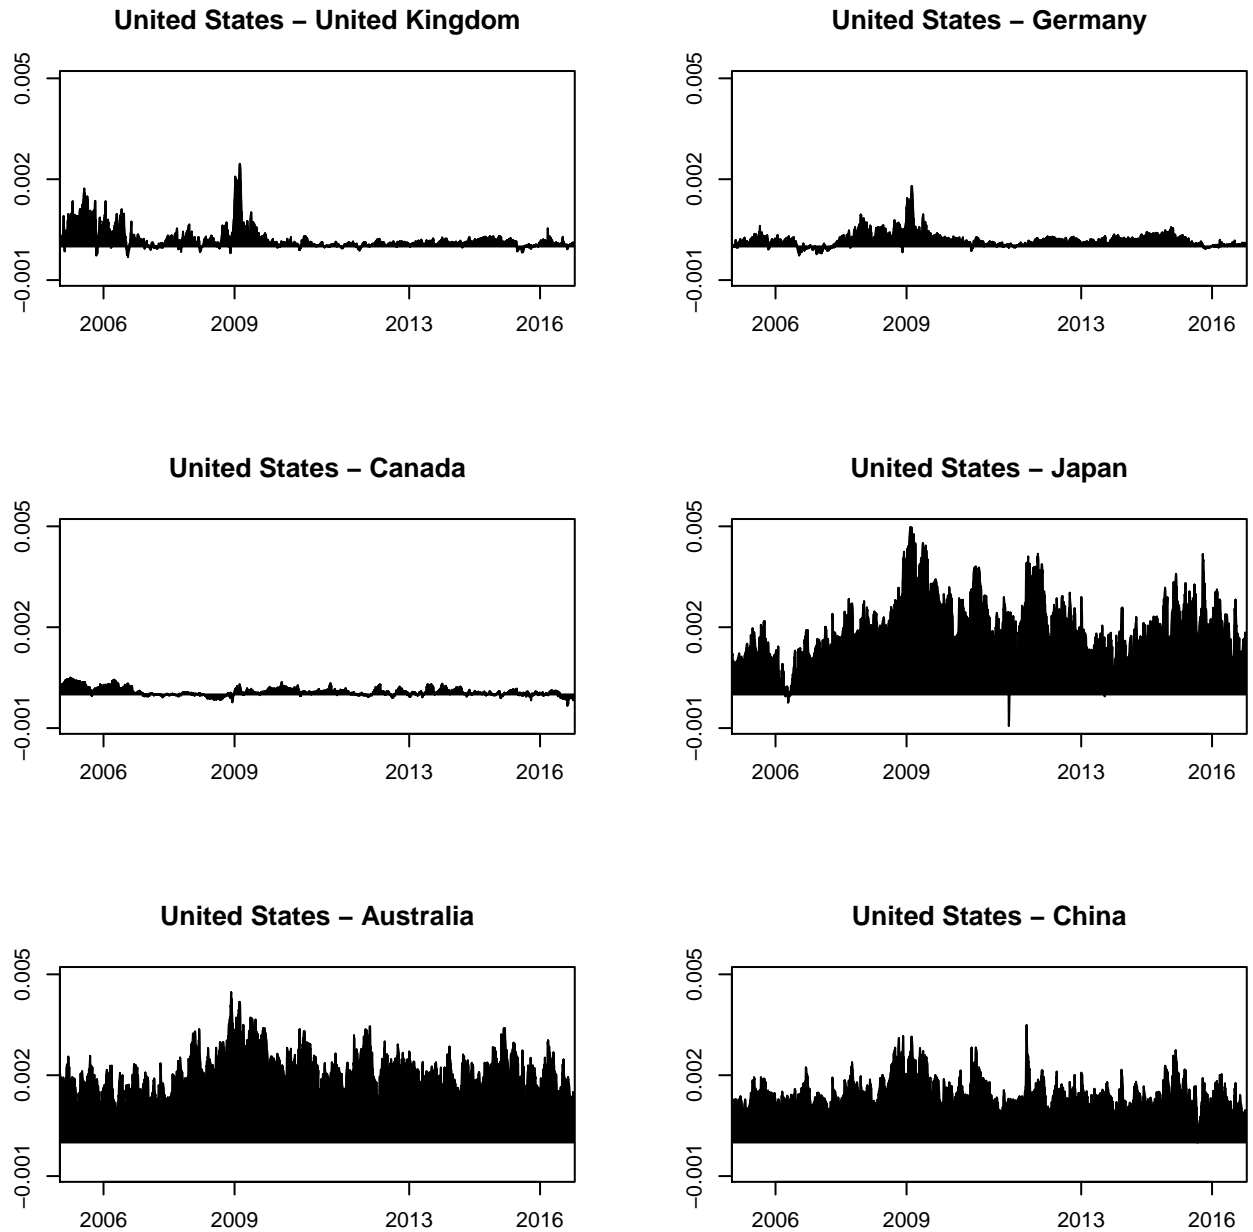 United States – United Kingdom
0.005
0.002
−0.001
2006 2009 2013 2016
United States – Germany
0.005
0.002
−0.001
2006 2009 2013 2016
United States – Canada
0.005
0.002
−0.001
2006 2009 2013 2016
United States – Japan
0.005
0.002
−0.001
2006 2009 2013 2016
United States – Australia
0.005
0.002
−0.001
2006 2009 2013 2016
United States – China
0.005
0.002
−0.001
2006 2009 2013 2016